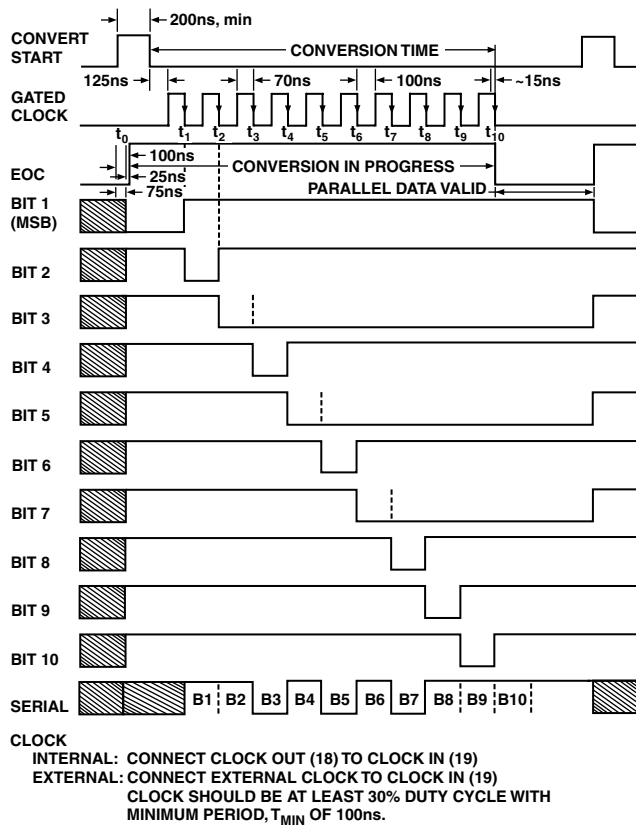 200ns, min
CONVERT
START
CONVERSION TIME
125ns
70ns
100ns
~15ns
GATED
CLOCK
t0 t1 t2 t3 t4 t5 t6 t7 t8 t9 t10
100ns
EOC
CONVERSION IN PROGRESS
25ns
75ns
PARALLEL DATA VALID
BIT 1
(MSB)
BIT 2
BIT 3
BIT 4
BIT 5
BIT 6
BIT 7
BIT 8
BIT 9
BIT 10
SERIAL B1 B2 B3 B4 B5 B6 B7 B8 B9 B10
CLOCK
INTERNAL: CONNECT CLOCK OUT (18) TO CLOCK IN (19)
EXTERNAL: CONNECT EXTERNAL CLOCK TO CLOCK IN (19)
CLOCK SHOULD BE AT LEAST 30% DUTY CYCLE WITH
MINIMUM PERIOD, TMIN OF 100ns.